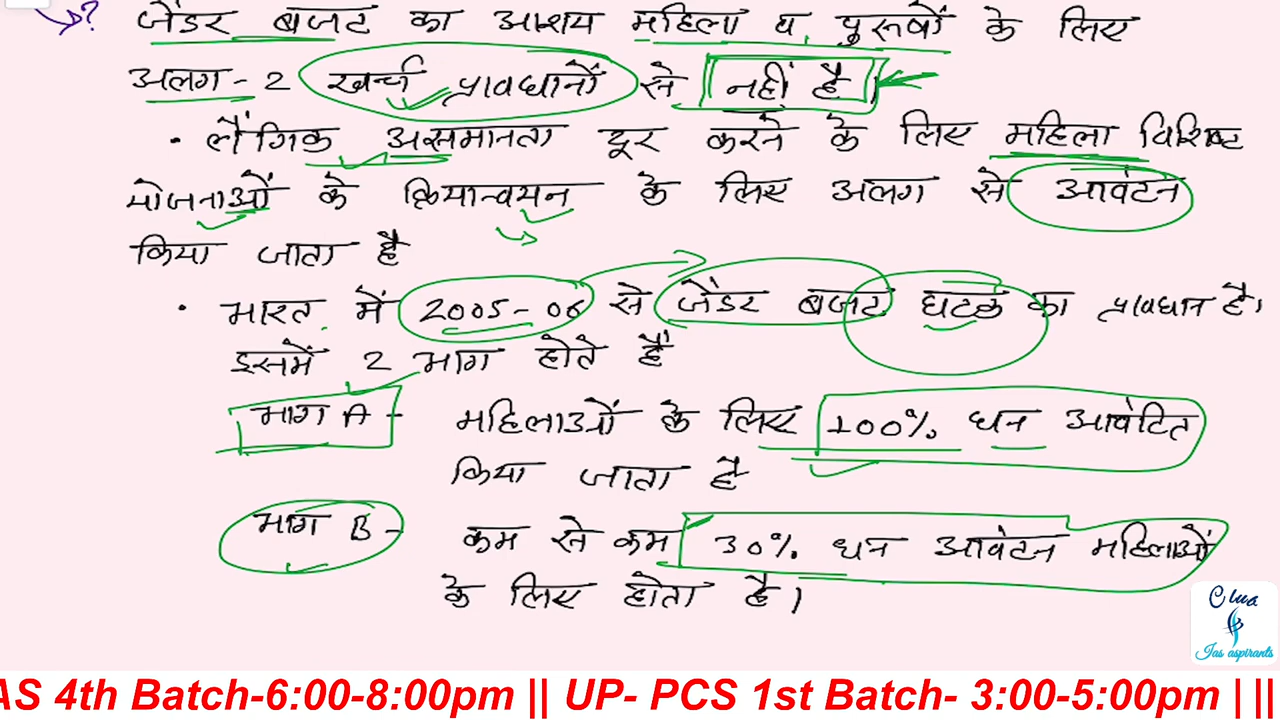 जेंडर बजट का आशय महिला व पुरूषों के लिए
अलग-2 खर्च प्रावधानों से नहीं है।
• लैंगिक असमानता दूर करने के लिए महिला विशिष्ट
योजनाओं के क्रियान्वयन के लिए अलग से आवंटन
किया जाता है
• भारत में 2005-06 से जेंडर बजट घटक का प्रावधान है।
इसमें 2 भाग होते हैं
भाग A - महिलाओं के लिए 100% धन आवंटित
किया जाता है
भाग B - कम से कम 30% धन आवंटन महिलाओं
के लिए होता है।
Clue
Ias aspirants
AS 4th Batch-6:00-8:00pm || UP- PCS 1st Batch- 3:00-5:00pm | ||